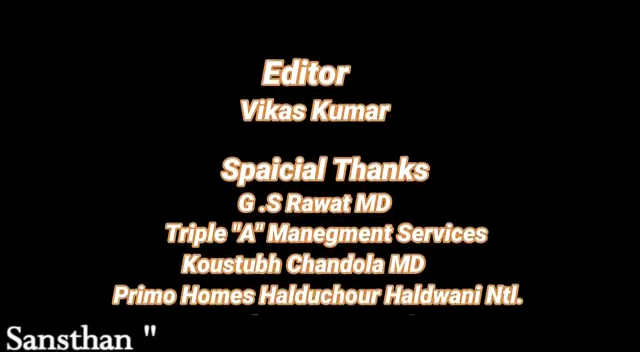 Editor
Vikas Kumar
Spaicial Thanks
G .S Rawat MD
Triple "A" Manegment Services
Koustubh Chandola MD
Primo Homes Halduchour Haldwani Ntl.
Sansthan "